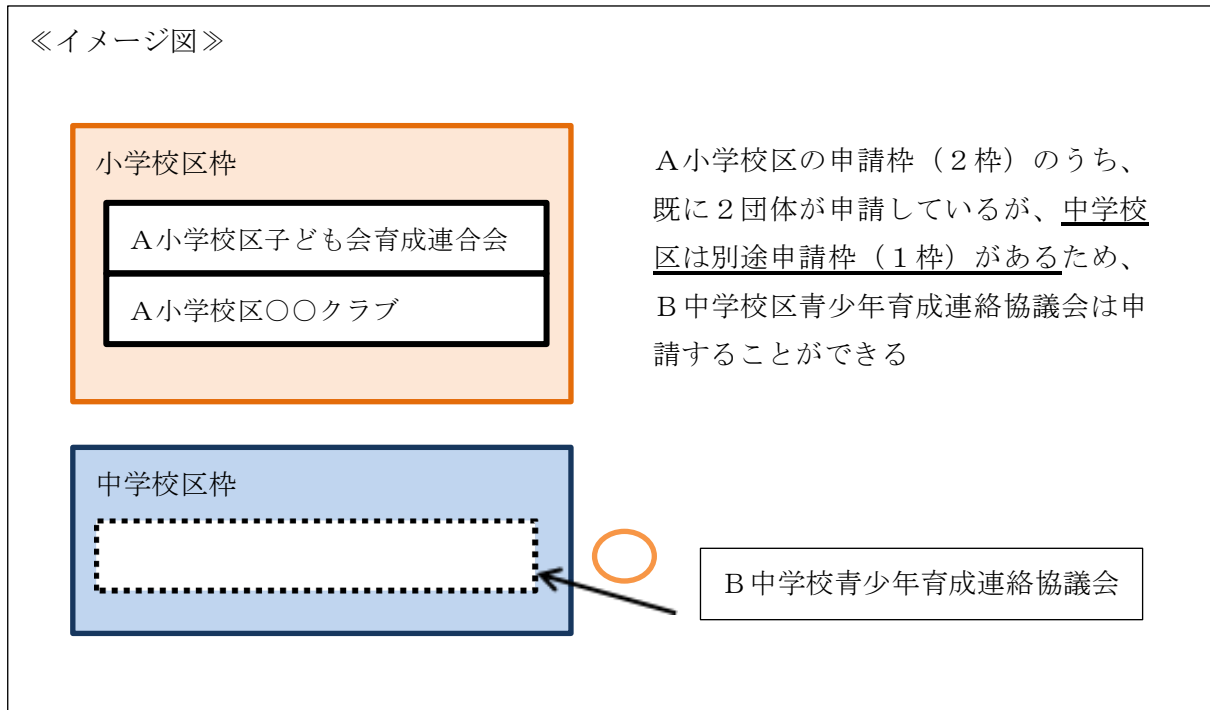 ≪イメージ図≫
小学校区枠
A小学校区子ども会育成連合会
A小学校区○○クラブ
A小学校区の申請枠（２枠）のうち、
既に２団体が申請しているが、中学校
区は別途申請枠（１枠）があるため、
B中学校区青少年育成連絡協議会は申
請することができる
中学校区枠
B中学校青少年育成連絡協議会